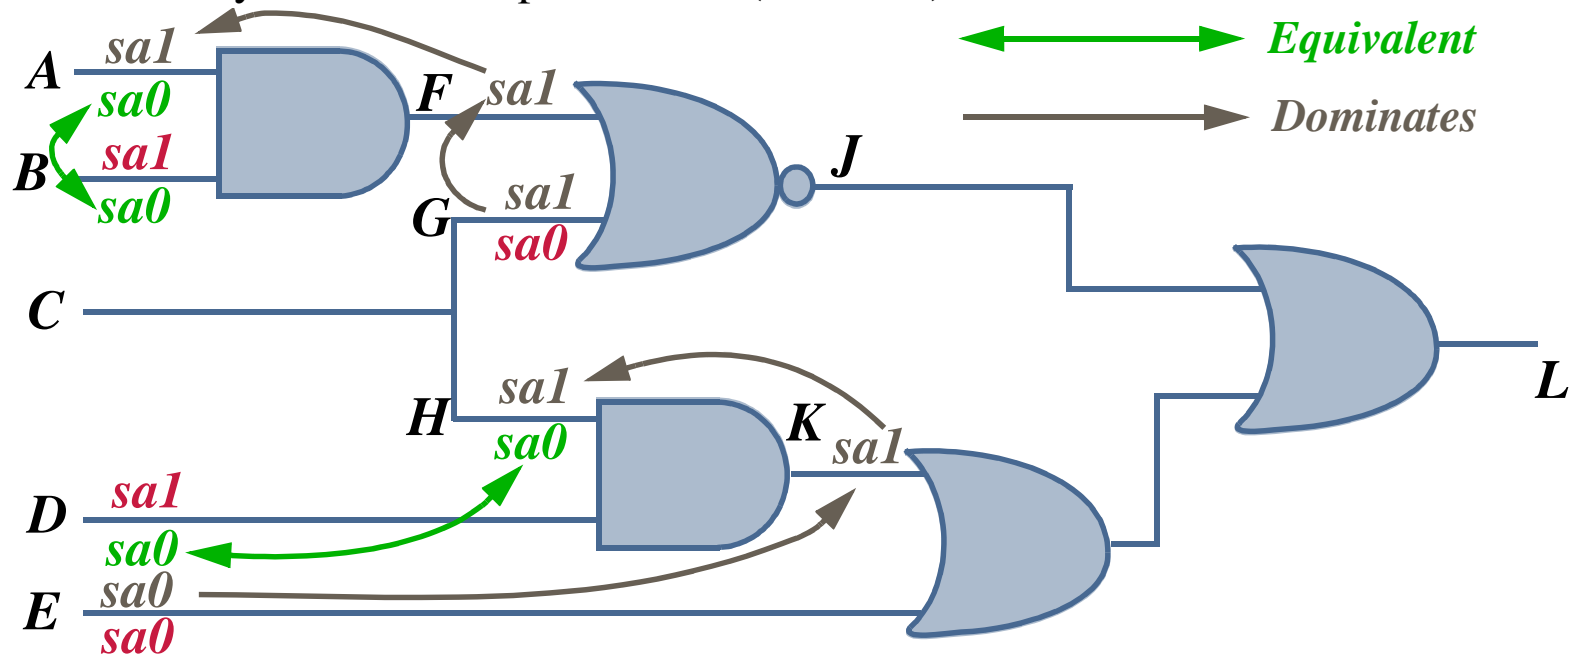 sa1
Equivalent
A
sa0
F
sa1
Dominates
B
sa1
sa0
J
G
sa1
sa0
C
H
sa1
sa0
K
sa1
L
D
sa1
sa0
E
sa0
sa0